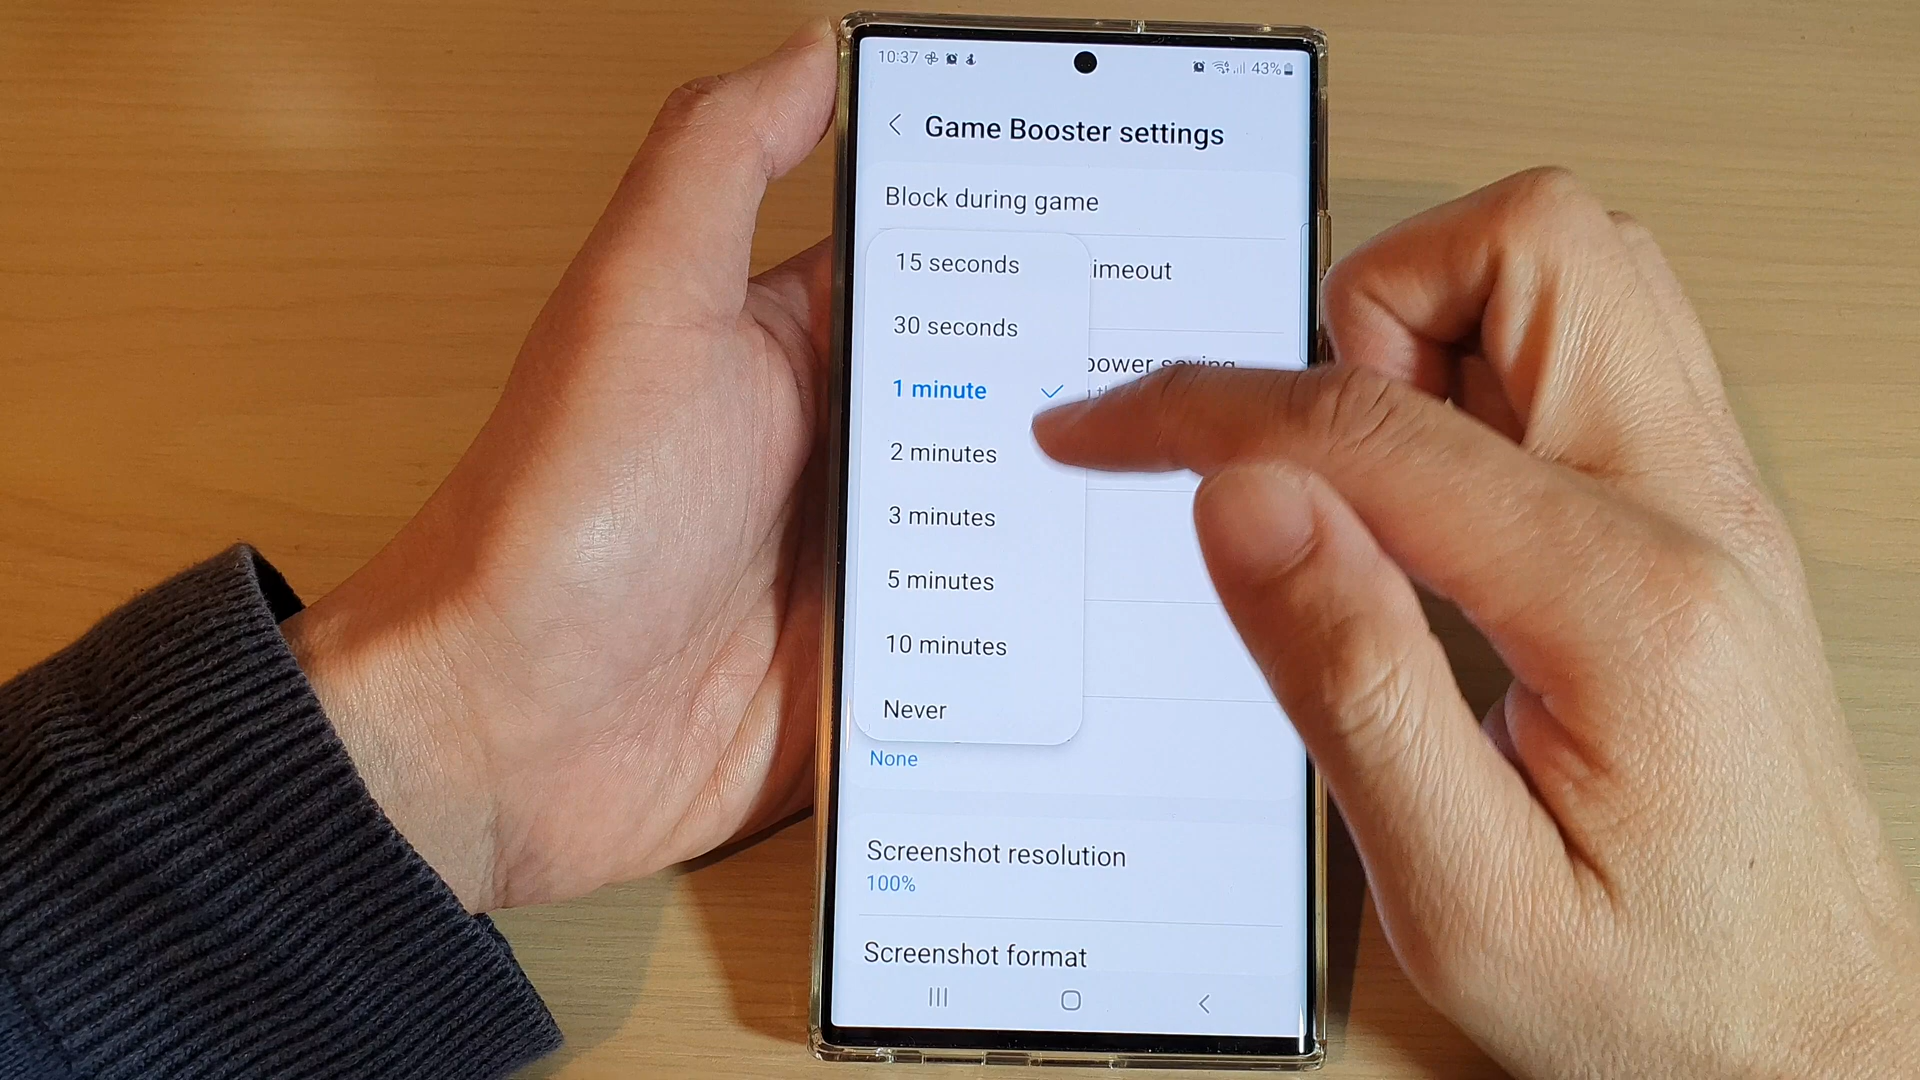 10:37
43%
Game Booster settings
Block during game
15 seconds
imeout
30 seconds
power saving
1 minute
2 minutes
3 minutes
5 minutes
10 minutes
Never
None
Screenshot resolution
100%
Screenshot format